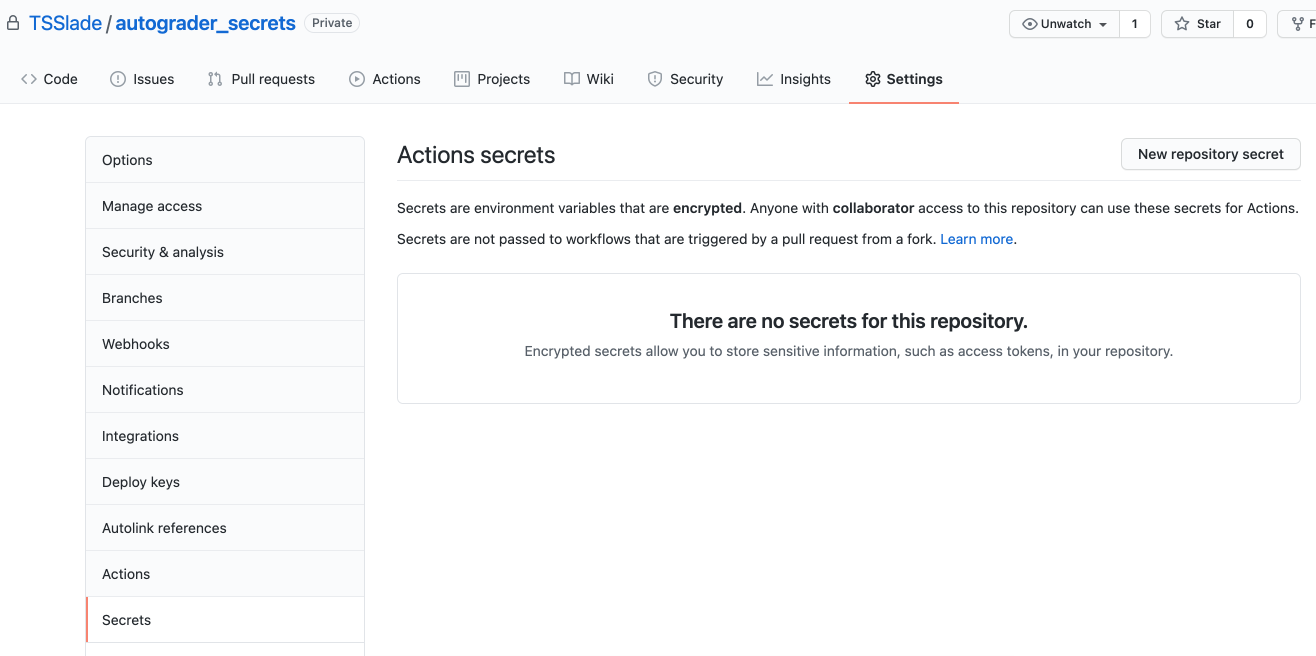 TSSlade / autograder_secrets Private Unwatch 1 Star 0 F
Code Issues Pull requests Actions Projects Wiki Security Insights Settings
Options
Manage access
Security & analysis
Branches
Webhooks
Notifications
Integrations
Deploy keys
Autolink references
Actions
Secrets
Actions secrets
New repository secret
Secrets are environment variables that are encrypted. Anyone with collaborator access to this repository can use these secrets for Actions.
Secrets are not passed to workflows that are triggered by a pull request from a fork. Learn more.
There are no secrets for this repository.
Encrypted secrets allow you to store sensitive information, such as access tokens, in your repository.